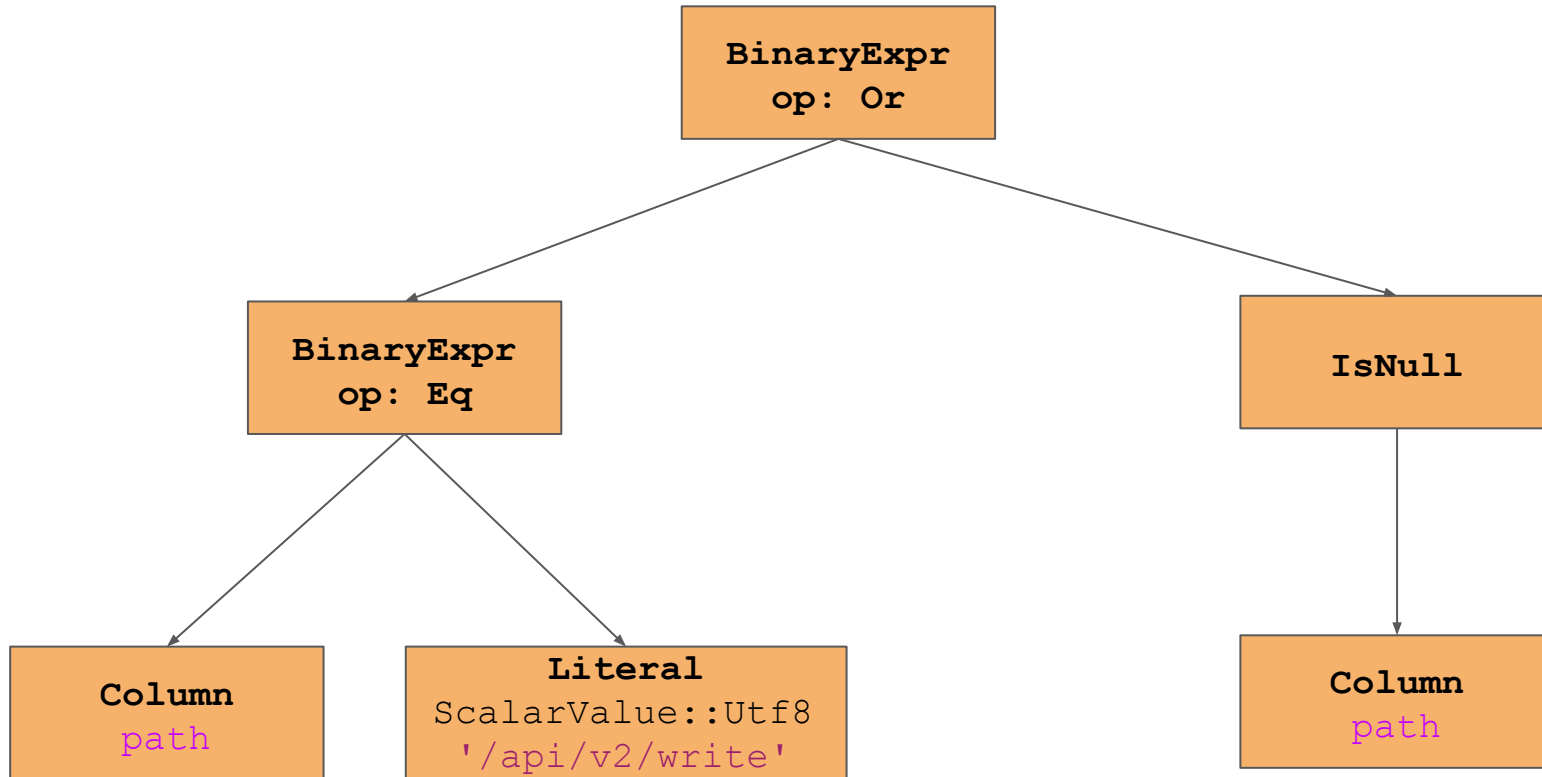 BinaryExpr
op: Or
BinaryExpr
op: Eq
IsNull
Column
path
Literal
ScalarValue::Utf8
'/api/v2/write'
Column
path